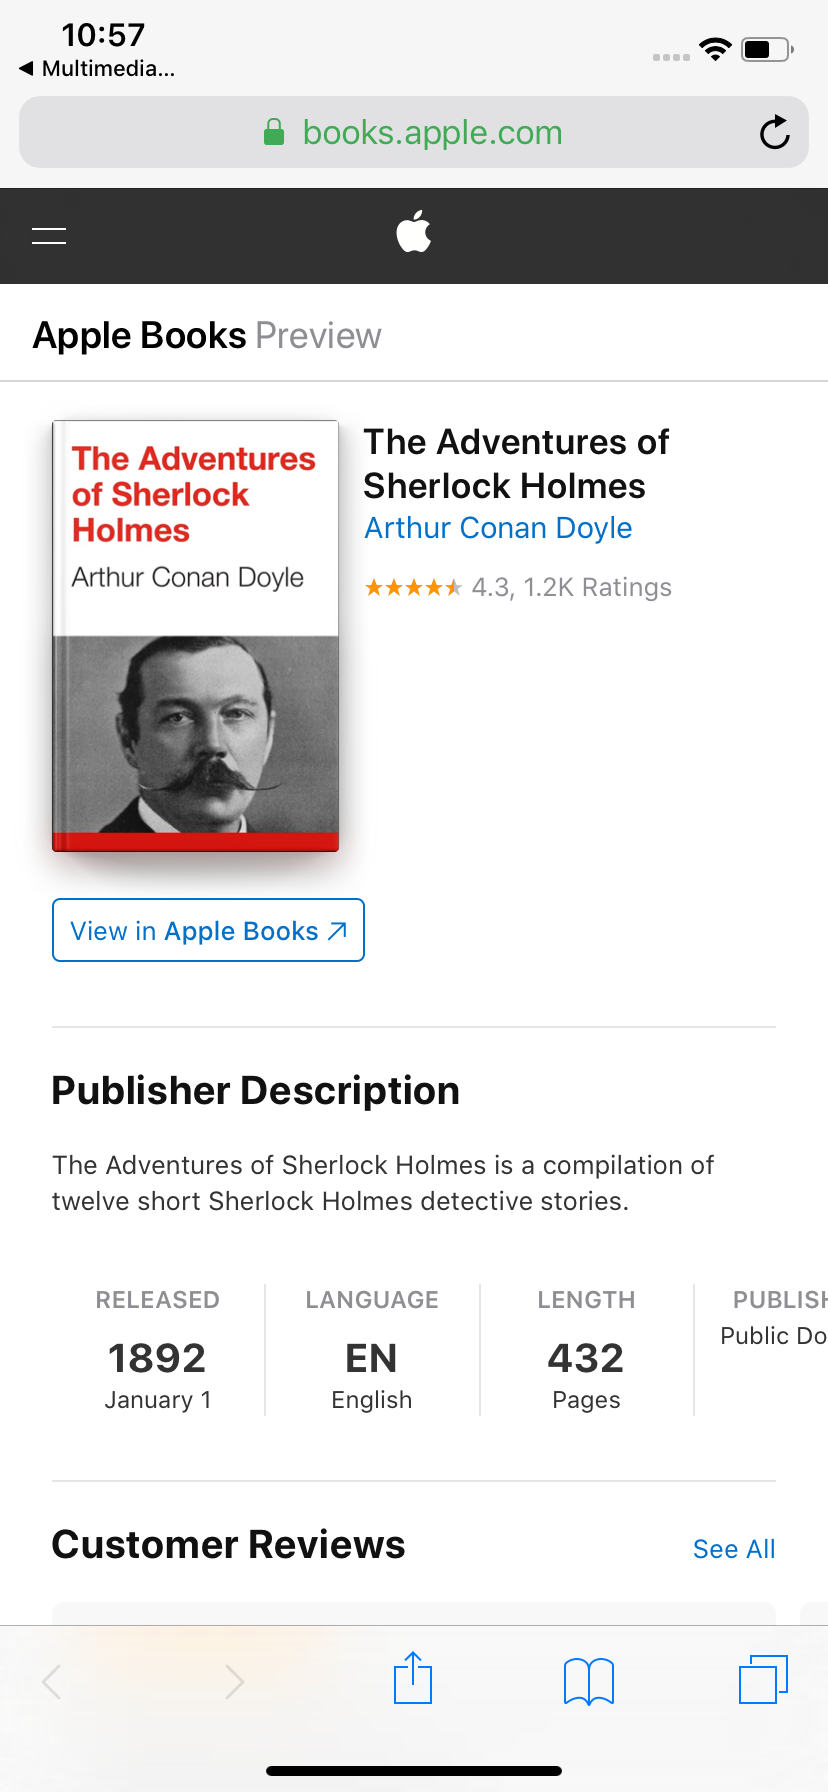 10:57
◀ Multimedia...
books.apple.com
Apple Books Preview
The Adventures
of Sherlock
Holmes
Arthur Conan Doyle
The Adventures of
Sherlock Holmes
Arthur Conan Doyle
4.3, 1.2K Ratings
View in Apple Books
Publisher Description
The Adventures of Sherlock Holmes is a compilation of
twelve short Sherlock Holmes detective stories.
RELEASED
1892
January 1
LANGUAGE
EN
English
LENGTH
432
Pages
PUBLISH
Public Do
Customer Reviews
See All